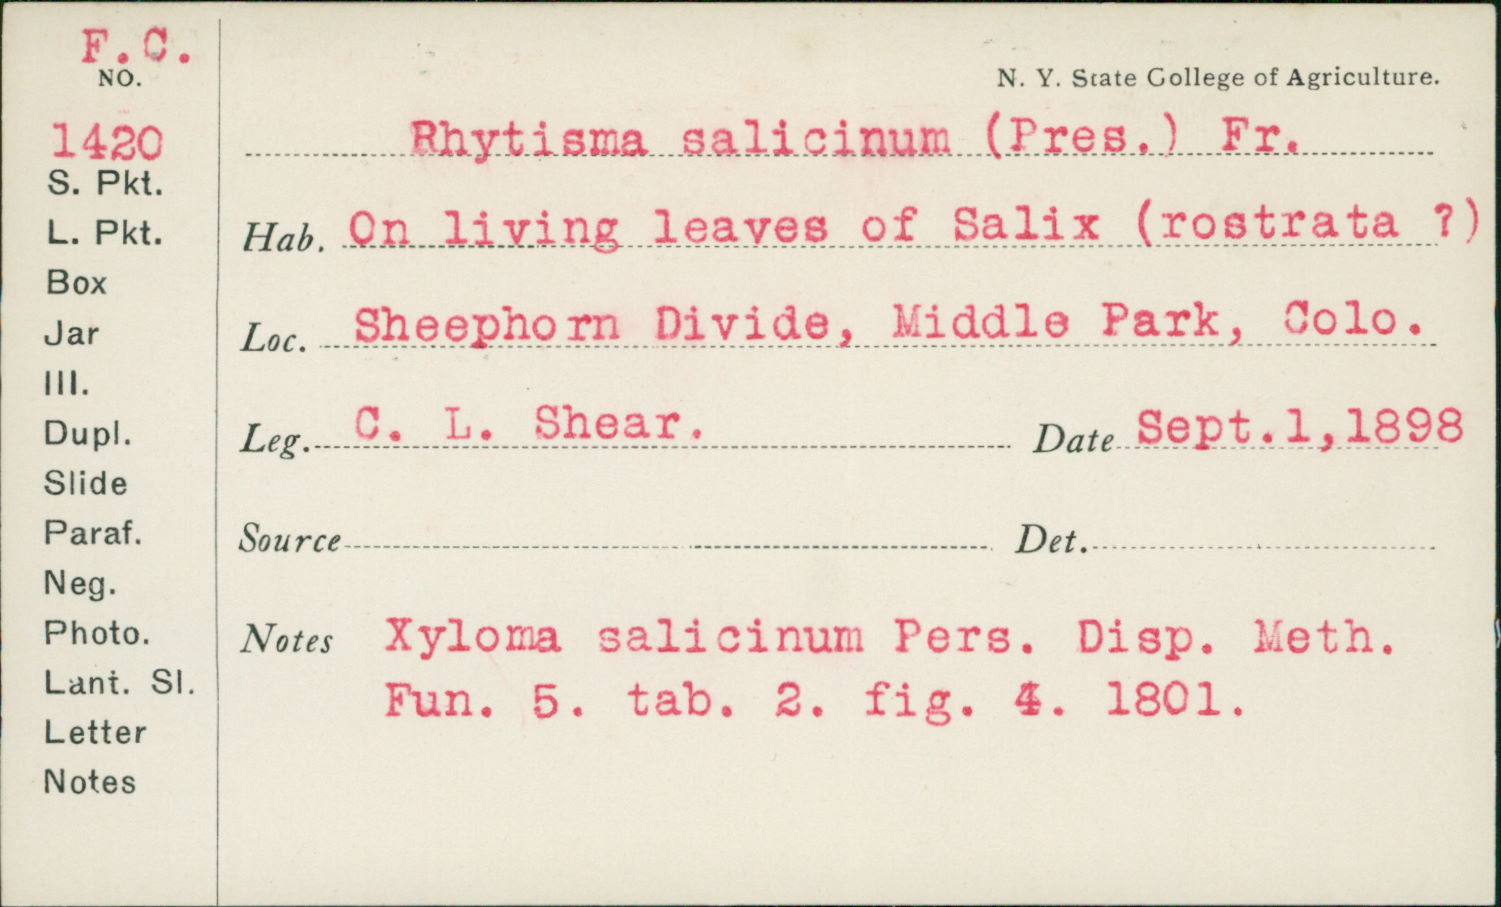 F.C.
NO.
1420
S. Pkt.
L. Pkt.
Box
Jar
Ill.
Dupl.
Slide
Paraf.
Neg.
Photo.
Lant. Sl.
Letter
Notes
N. Y. State College of Agriculture.
Rhytisma salicinum (Pres.) Fr.
Hab. On living leaves of Salix (rostrata ?)
Loc. Sheephorn Divide, Middle Park, Colo.
Leg. C. L. Shear. Date Sept.1,1898
Source Det.
Notes Xyloma salicinum Pers. Disp. Meth.
Fun. 5. tab. 2. fig. 4. 1801.